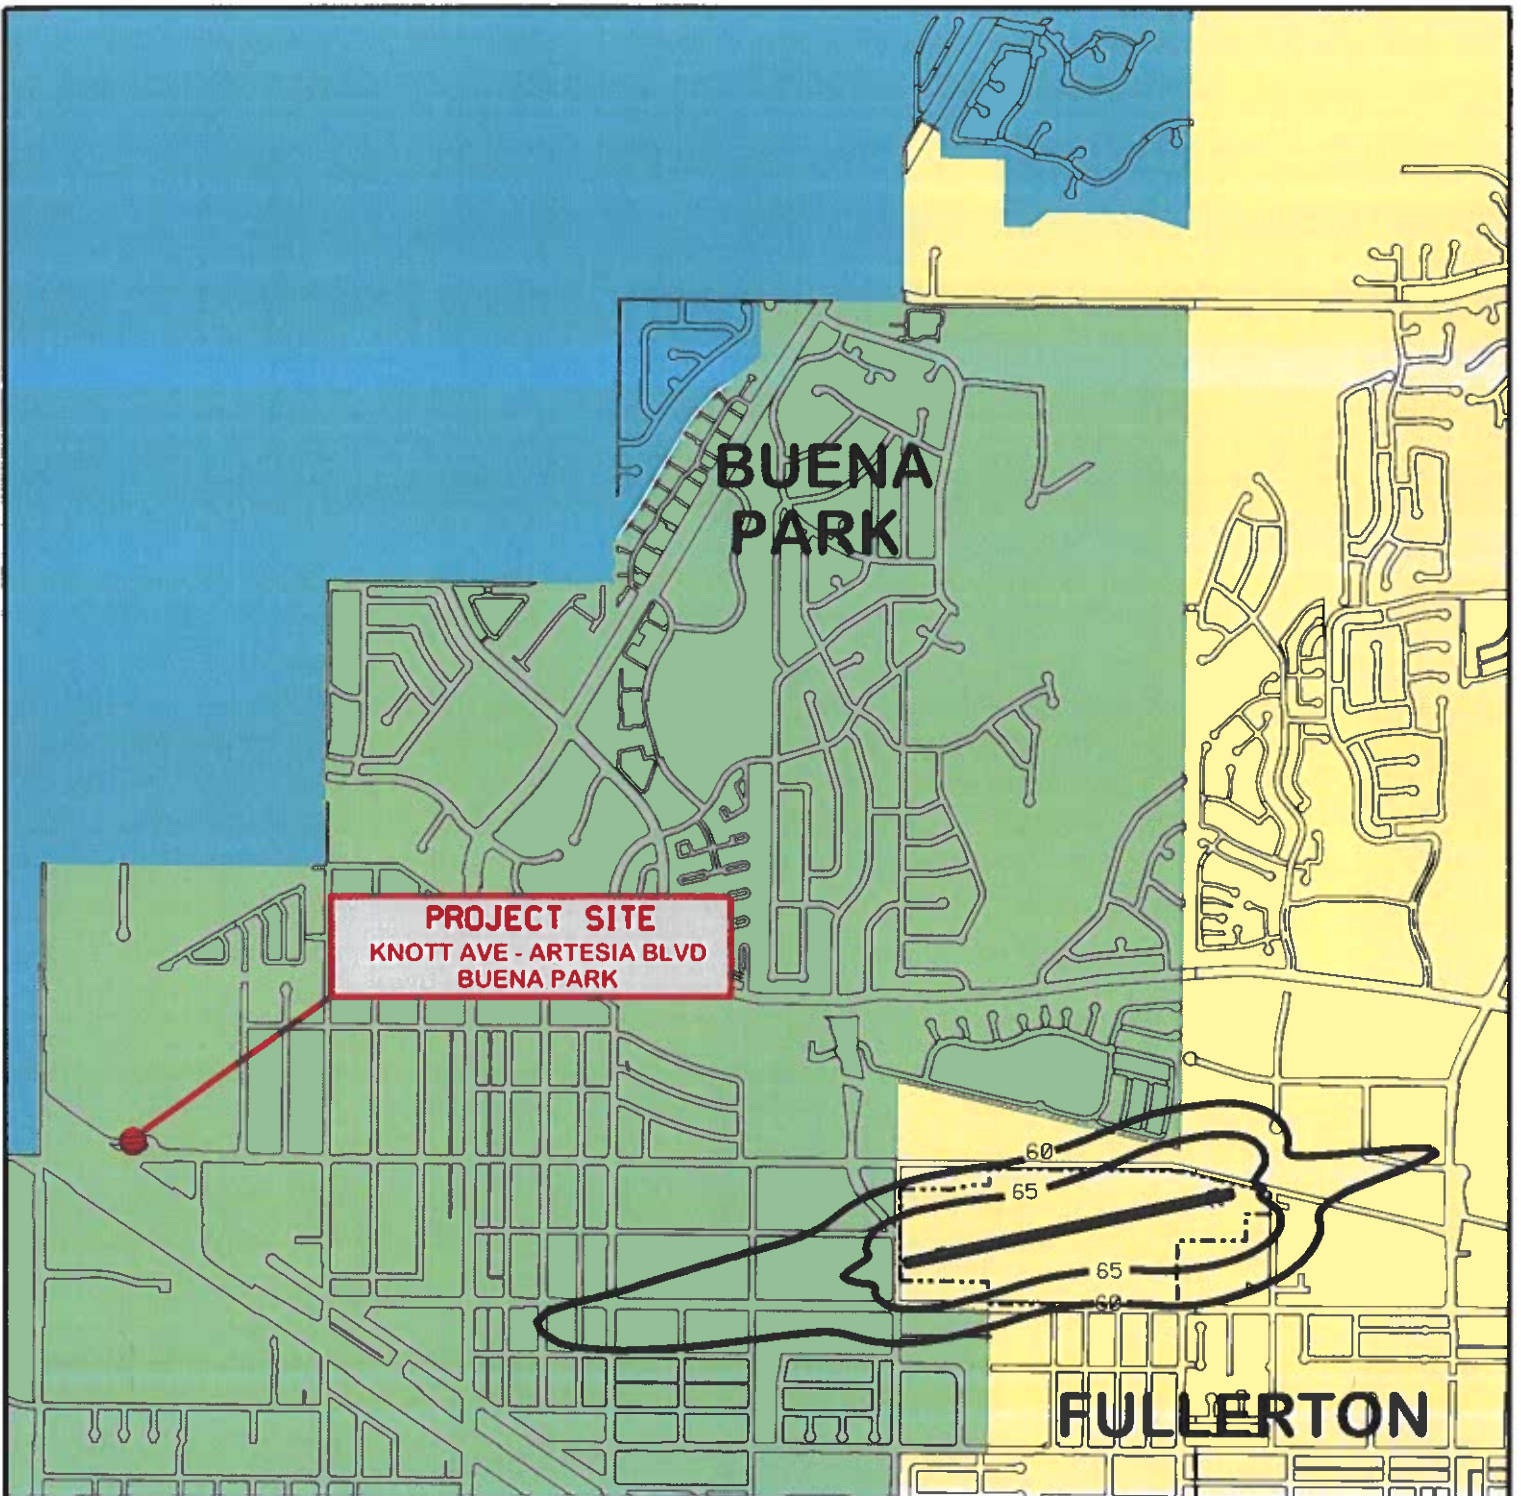 BUENA
PARK
PROJECT SITE
KNOTT AVE - ARTESIA BLVD
BUENA PARK
60
65
65
60
FULLERTON